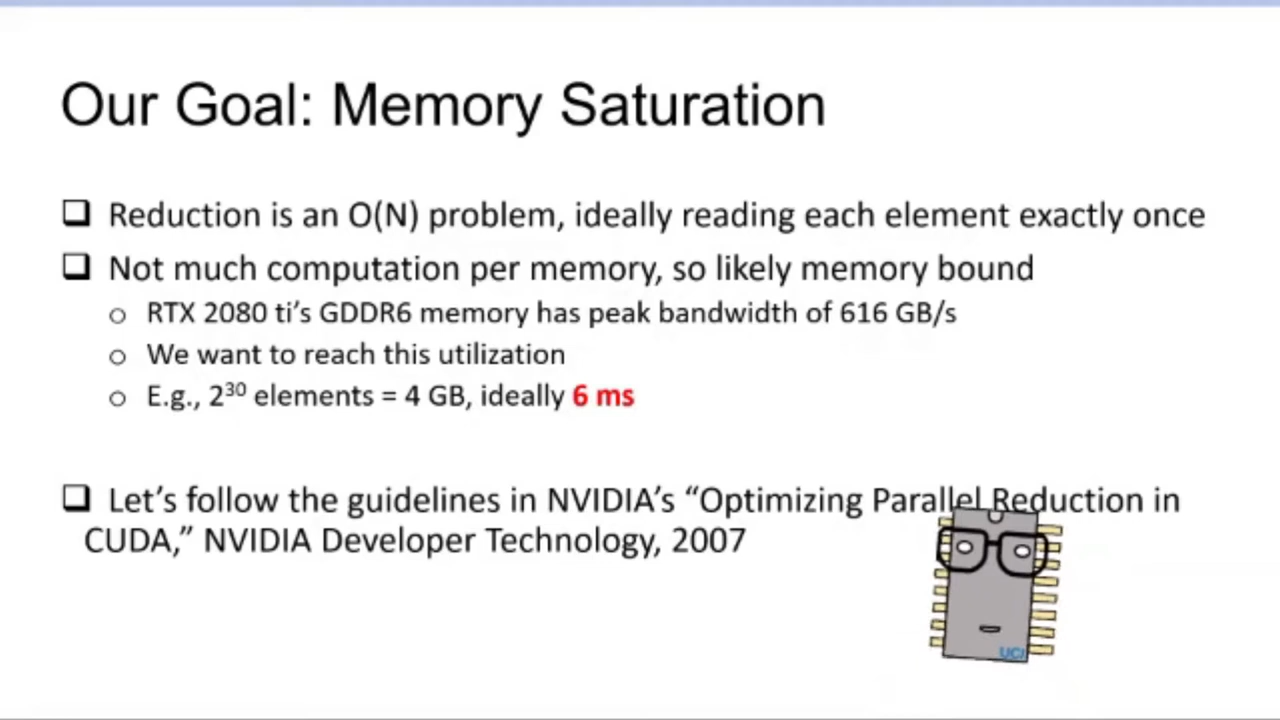 Our Goal: Memory Saturation
❑ Reduction is an O(N) problem, ideally reading each element exactly once
❑ Not much computation per memory, so likely memory bound
○ RTX 2080 ti’s GDDR6 memory has peak bandwidth of 616 GB/s
○ We want to reach this utilization
○ E.g., 2³⁰ elements = 4 GB, ideally 6 ms
❑ Let’s follow the guidelines in NVIDIA’s “Optimizing Parallel Reduction in
CUDA,” NVIDIA Developer Technology, 2007
UCI